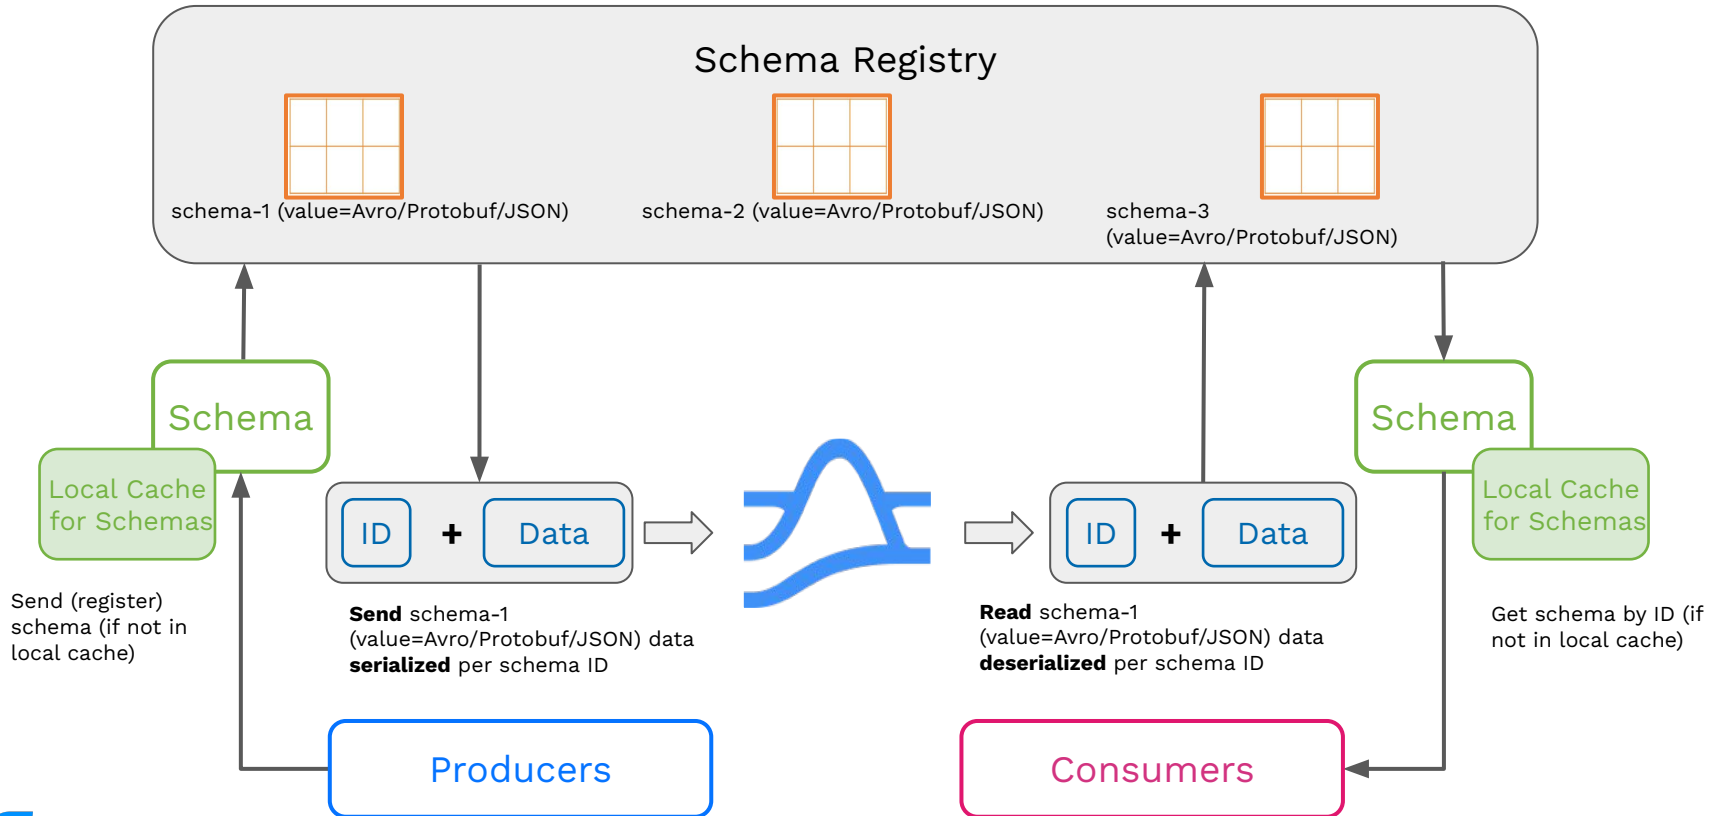 Schema Registry
schema-1 (value=Avro/Protobuf/JSON)
schema-2 (value=Avro/Protobuf/JSON)
schema-3
(value=Avro/Protobuf/JSON)
Schema
Local Cache
for Schemas
Send (register)
schema (if not in
local cache)
ID + Data
Send schema-1
(value=Avro/Protobuf/JSON) data
serialized per schema ID
ID + Data
Read schema-1
(value=Avro/Protobuf/JSON) data
deserialized per schema ID
Schema
Local Cache
for Schemas
Get schema by ID (if
not in local cache)
Producers
Consumers